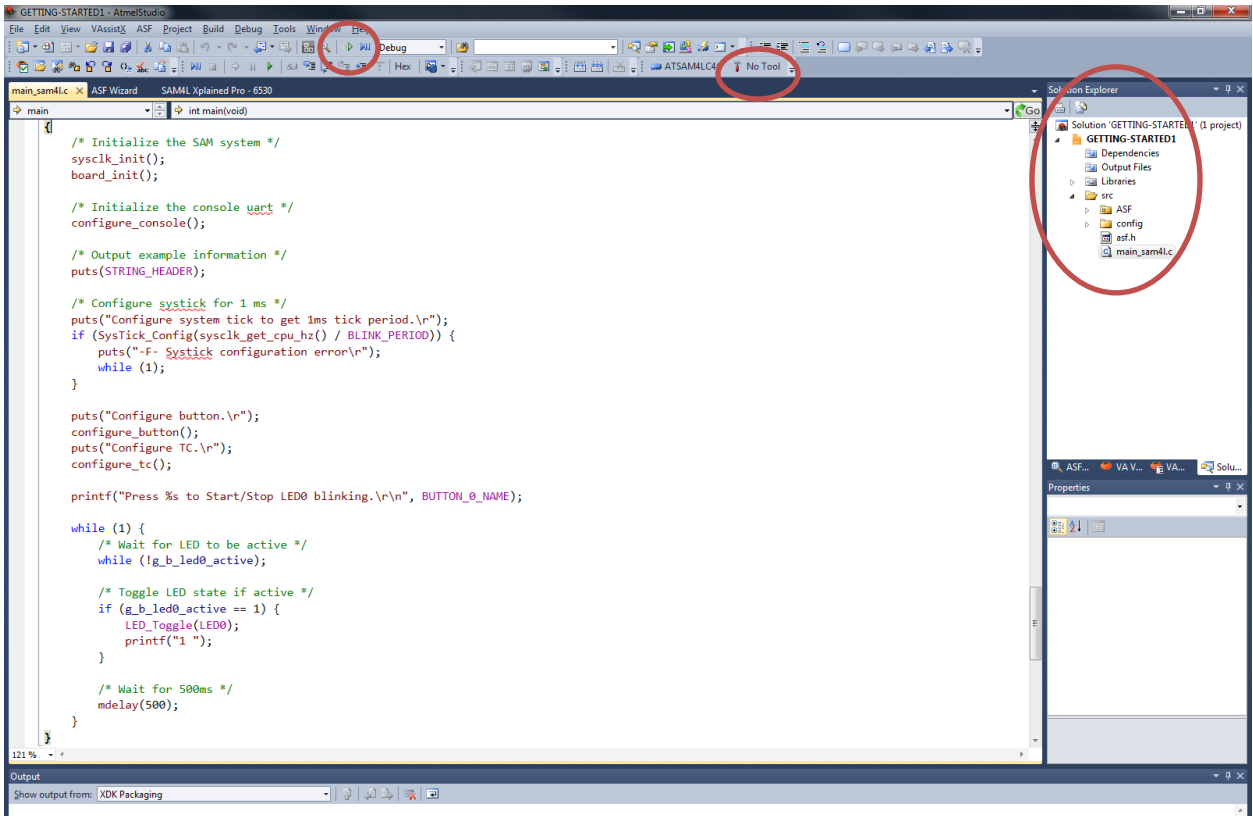 GETTING-STARTED1 - AtmelStudio
File Edit View VAssistX ASF Project Build Debug Tools Window Help
Debug
Hex ATSAM4LC4 No Tool
main_sam4l.c ASF Wizard SAM4L Xplained Pro - 6530
main int main(void) Go
{
/* Initialize the SAM system */
sysclk_init();
board_init();
/* Initialize the console uart */
configure_console();
/* Output example information */
puts(STRING_HEADER);
/* Configure systick for 1 ms */
puts("Configure system tick to get 1ms tick period.\r");
if (SysTick_Config(sysclk_get_cpu_hz() / BLINK_PERIOD)) {
puts("-F- Systick configuration error\r");
while (1);
}
puts("Configure button.\r");
configure_button();
puts("Configure TC.\r");
configure_tc();
printf("Press %s to Start/Stop LED0 blinking.\r\n", BUTTON_0_NAME);
while (1) {
/* Wait for LED to be active */
while (!g_b_led0_active);
/* Toggle LED state if active */
if (g_b_led0_active == 1) {
LED_Toggle(LED0);
printf("1 ");
}
/* Wait for 500ms */
mdelay(500);
}
}
121 %
Solution Explorer
Solution 'GETTING-STARTED1' (1 project)
GETTING-STARTED1
Dependencies
Output Files
Libraries
src
ASF
config
asf.h
main_sam4l.c
ASF... VA V... VA... Solu...
Properties
Output
Show output from: XDK Packaging